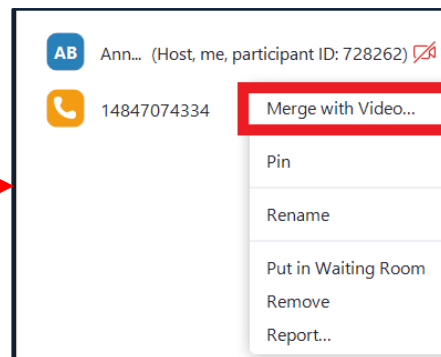 AB Ann... (Host, me, participant ID: 728262)
14847074334
Merge with Video...
Pin
Rename
Put in Waiting Room
Remove
Report...